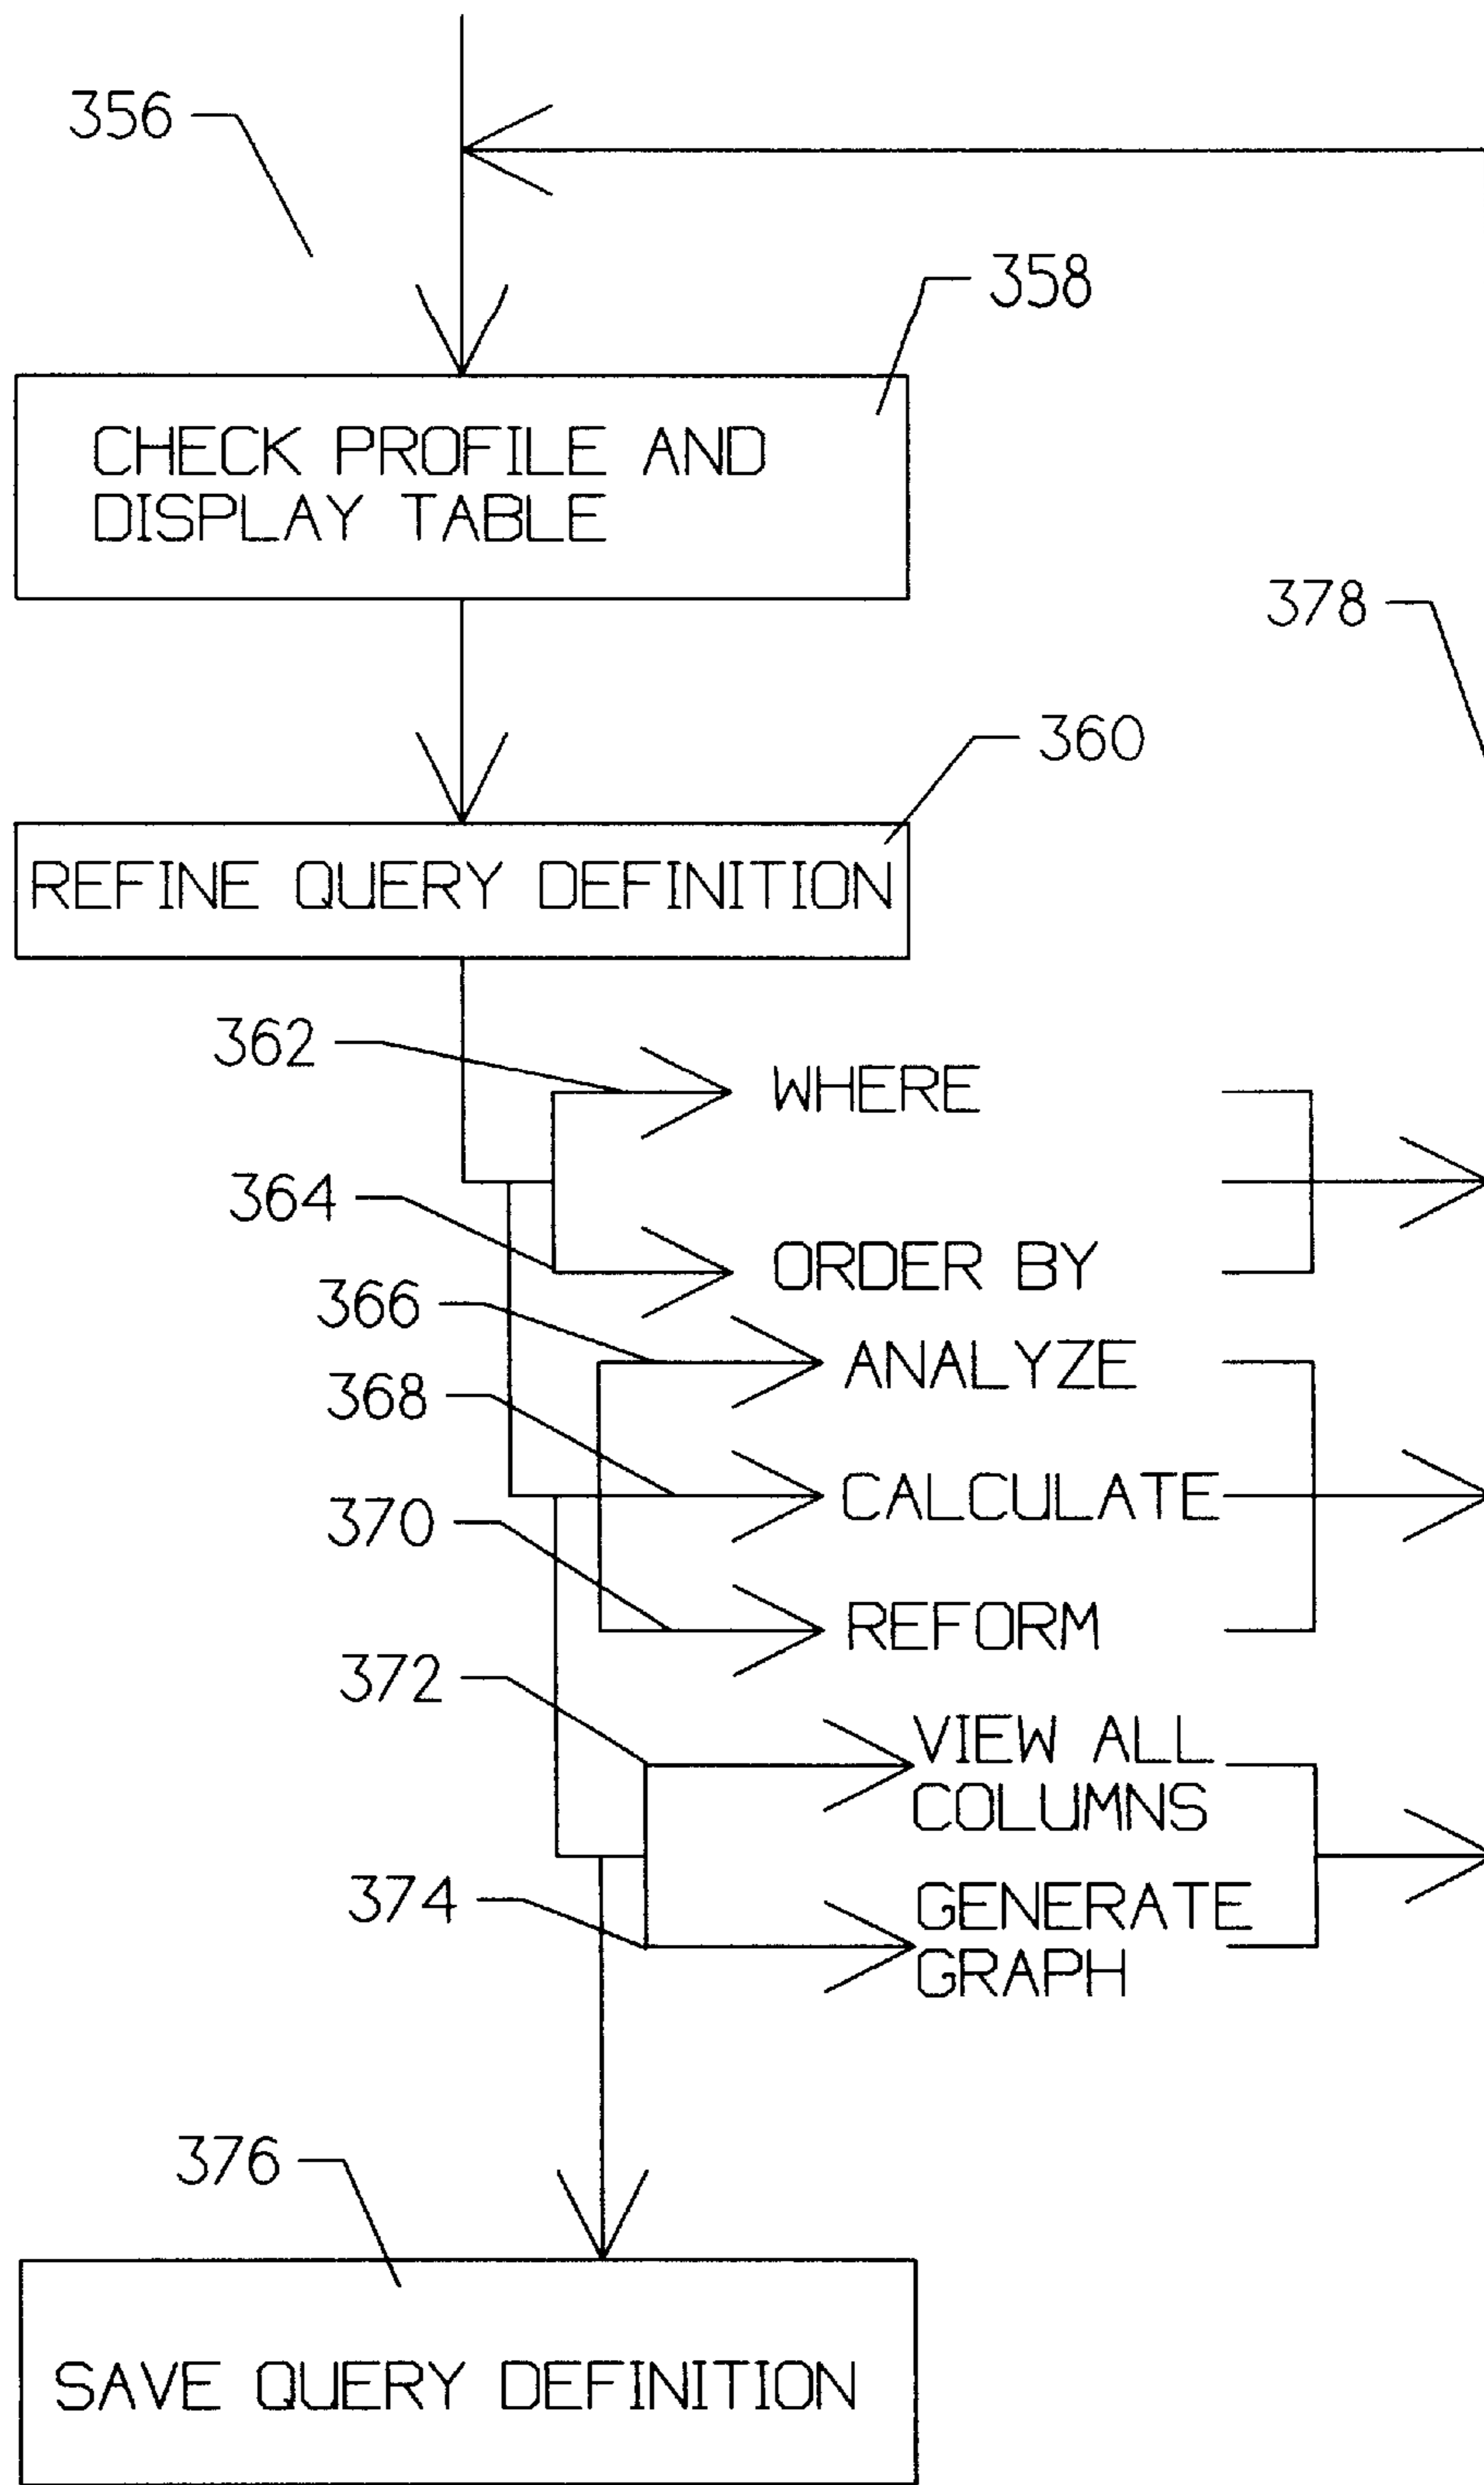 356
358
CHECK PROFILE AND
DISPLAY TABLE
378
360
REFINE QUERY DEFINITION
362
WHERE
364
ORDER BY
366
ANALYZE
368
CALCULATE
370
REFORM
372
VIEW ALL
COLUMNS
374
GENERATE
GRAPH
376
SAVE QUERY DEFINITION